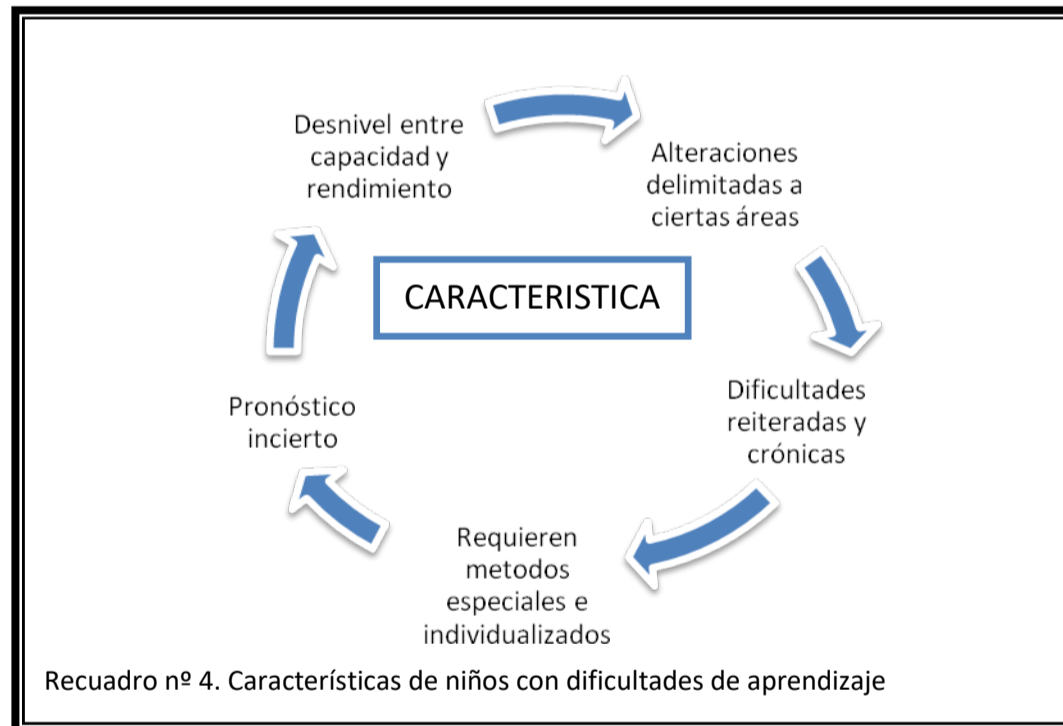 Desnivel entre
capacidad y
rendimiento
Alteraciones
delimitadas a
ciertas áreas
CARACTERISTICA
Dificultades
reiteradas y
crónicas
Requieren
metodos
especiales e
individualizados
Pronóstico
incierto
Recuadro nº 4. Características de niños con dificultades de aprendizaje